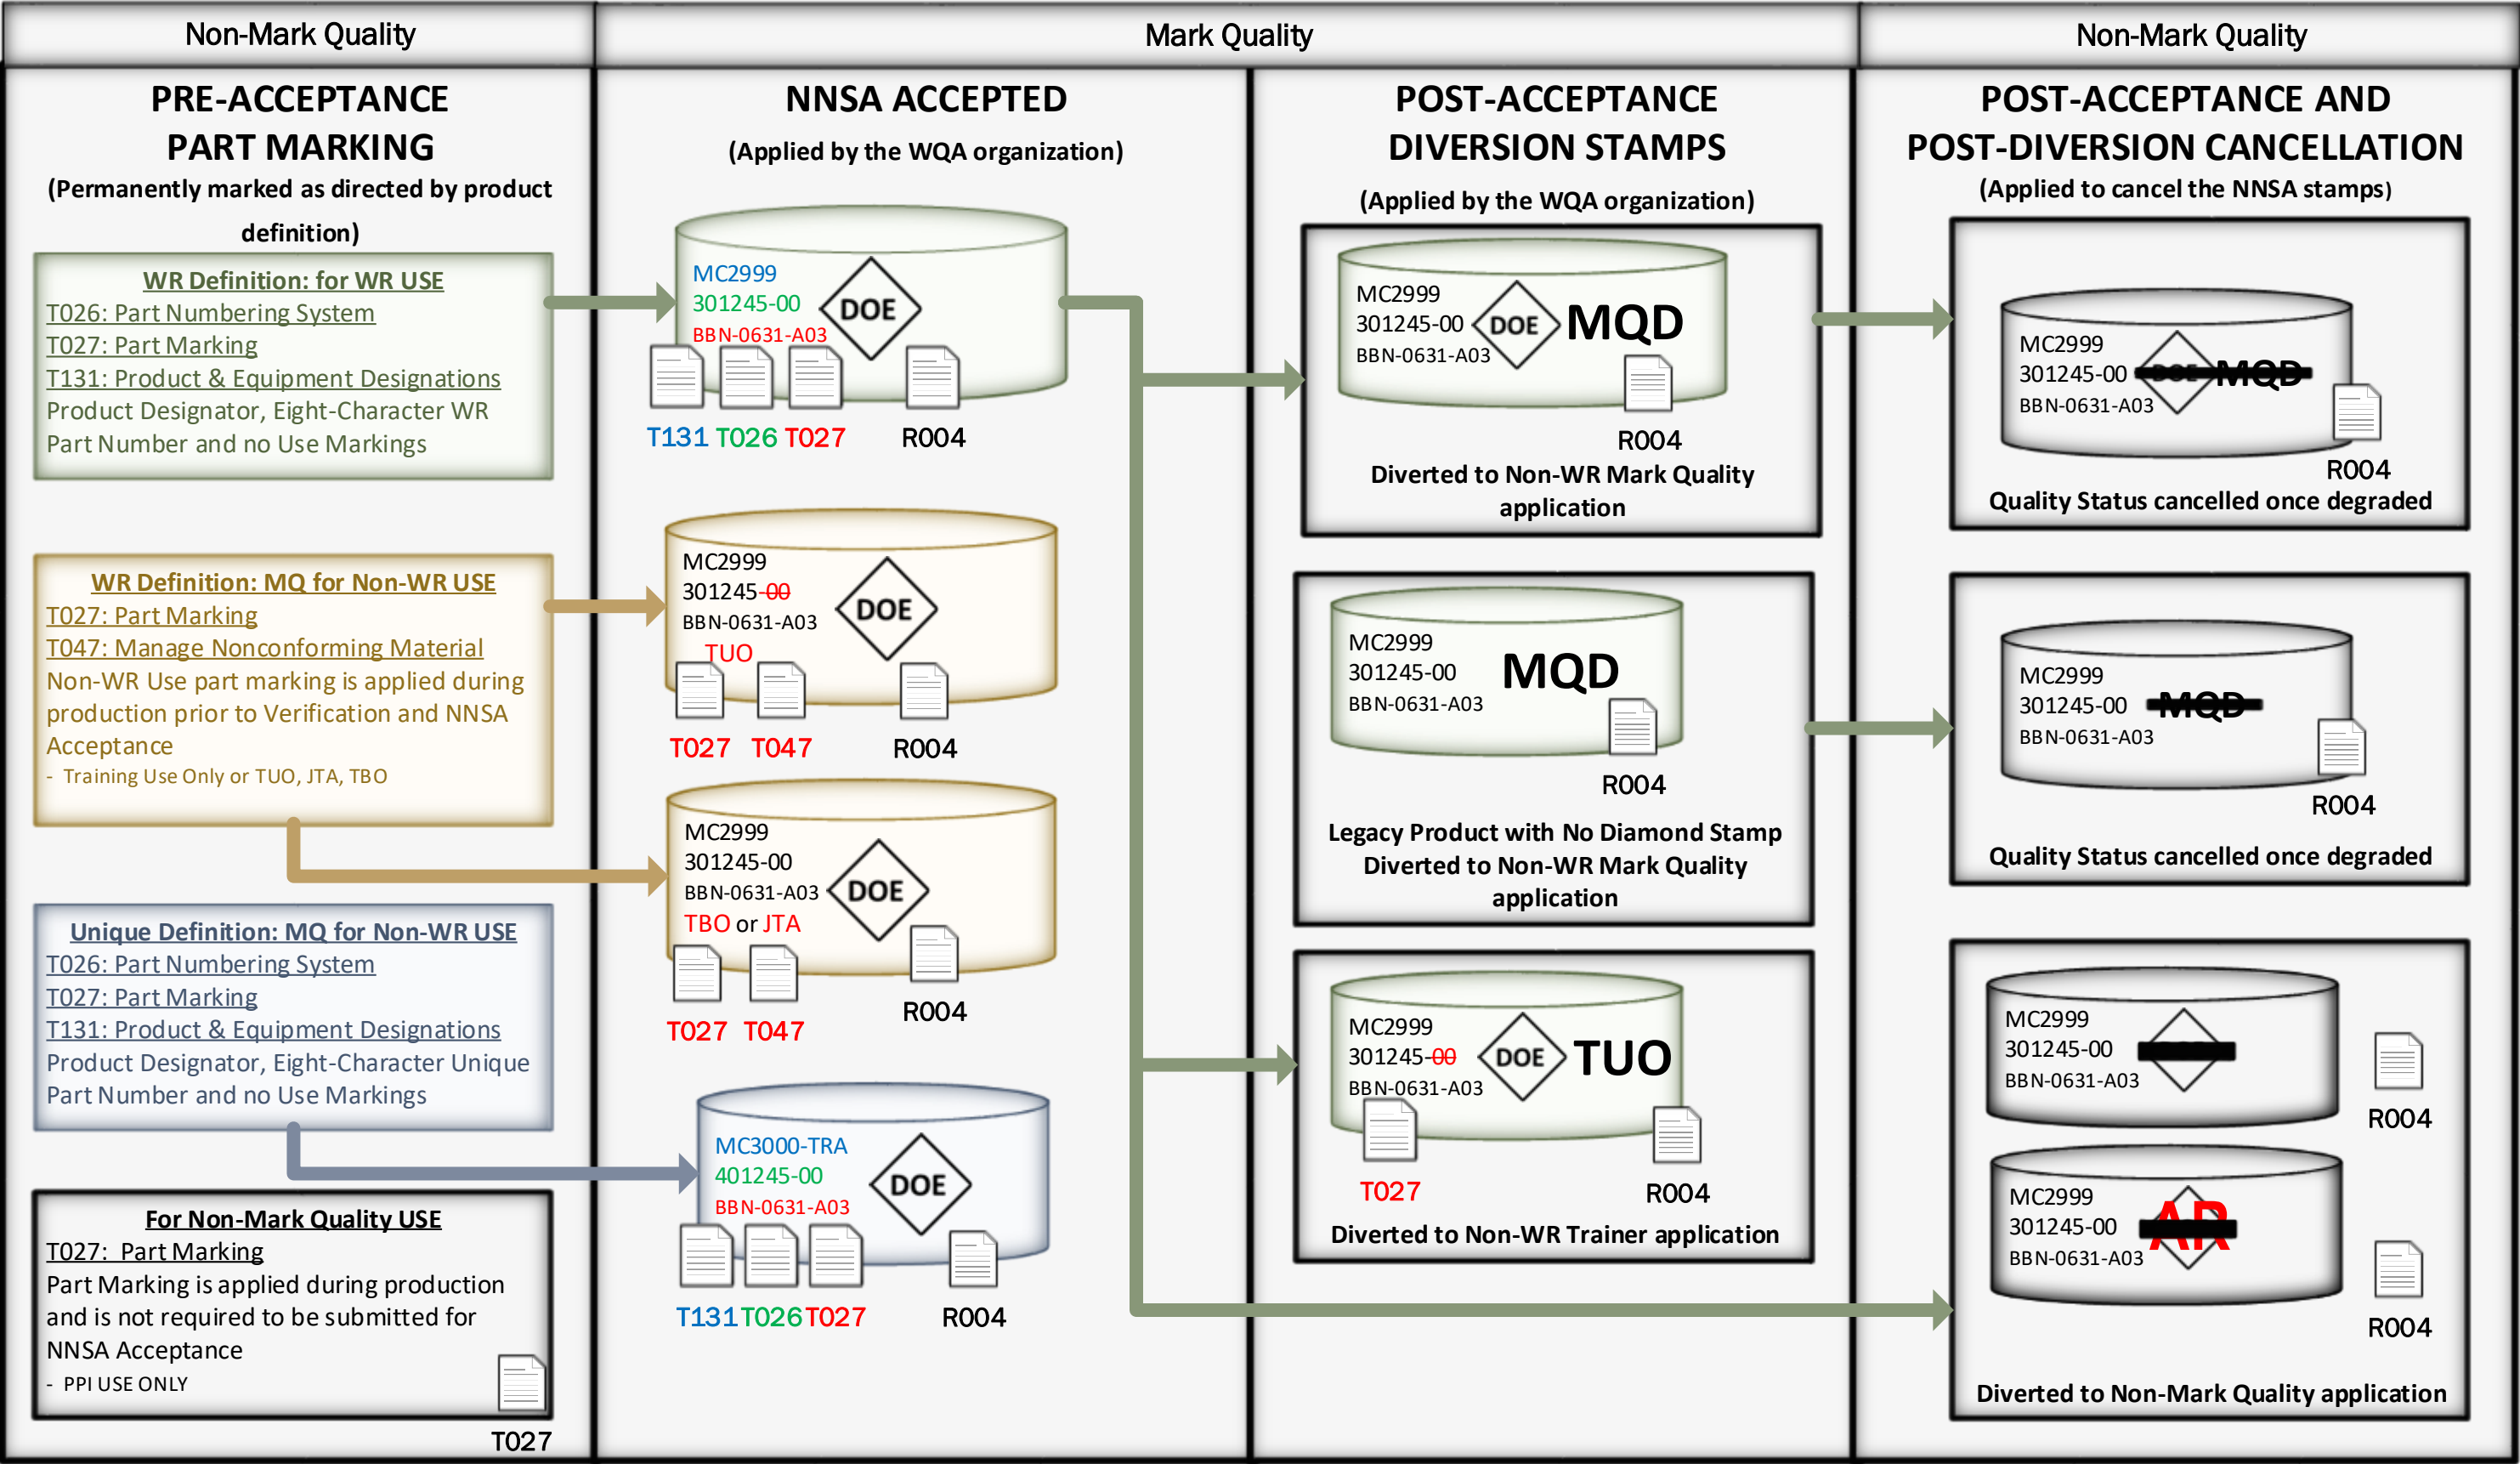 Non-Mark Quality
Mark Quality
Non-Mark Quality
PRE-ACCEPTANCE
PART MARKING
(Permanently marked as directed by product
definition)
WR Definition: for WR USE
T026: Part Numbering System
T027: Part Marking
T131: Product & Equipment Designations
Product Designator, Eight-Character WR
Part Number and no Use Markings
WR Definition: MQ for Non-WR USE
T027: Part Marking
T047: Manage Nonconforming Material
Non-WR Use part marking is applied during
production prior to Verification and NNSA
Acceptance
- Training Use Only or TUO, JTA, TBO
Unique Definition: MQ for Non-WR USE
T026: Part Numbering System
T027: Part Marking
T131: Product & Equipment Designations
Product Designator, Eight-Character Unique
Part Number and no Use Markings
For Non-Mark Quality USE
T027: Part Marking
Part Marking is applied during production
and is not required to be submitted for
NNSA Acceptance
- PPI USE ONLY
T027
NNSA ACCEPTED
(Applied by the WQA organization)
MC2999
301245-00
BBN-0631-A03
DOE
T131 T026 T027 R004
MC2999
301245-00
BBN-0631-A03
TUO
DOE
T027 T047 R004
MC2999
301245-00
BBN-0631-A03
TBO or JTA
DOE
T027 T047 R004
MC3000-TRA
401245-00
BBN-0631-A03
DOE
T131 T026 T027 R004
POST-ACCEPTANCE
DIVERSION STAMPS
(Applied by the WQA organization)
MC2999
301245-00
BBN-0631-A03
DOE MQD
R004
Diverted to Non-WR Mark Quality
application
MC2999
301245-00
BBN-0631-A03
MQD
R004
Legacy Product with No Diamond Stamp
Diverted to Non-WR Mark Quality
application
MC2999
301245-00
BBN-0631-A03
DOE TUO
T027 R004
Diverted to Non-WR Trainer application
POST-ACCEPTANCE AND
POST-DIVERSION CANCELLATION
(Applied to cancel the NNSA stamps)
MC2999
301245-00
BBN-0631-A03
DOE MQD
R004
Quality Status cancelled once degraded
MC2999
301245-00
BBN-0631-A03
MQD
R004
Quality Status cancelled once degraded
MC2999
301245-00
BBN-0631-A03
R004
MC2999
301245-00
BBN-0631-A03
AR
R004
Diverted to Non-Mark Quality application